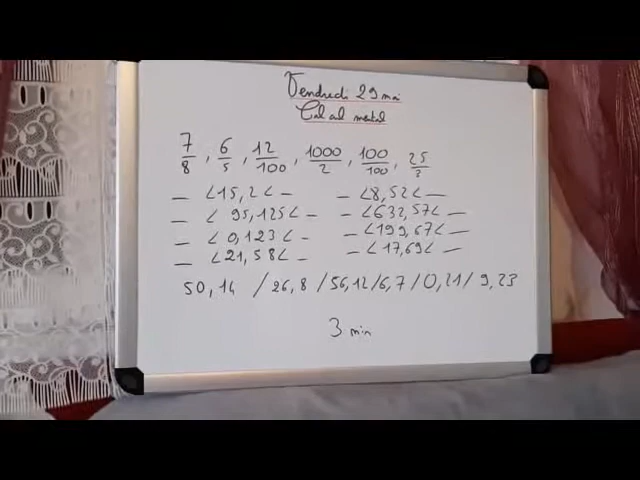 Vendredi 29 mai
Calcul mental
7/8 , 6/5 , 12/100 , 1000/2 , 100/100 , 25/3
_ < 15,2 < _ _ < 8,52 < _
_ < 95,125 < _ _ < 632,57 < _
_ < 0,123 < _ _ < 199,67 < _
_ < 21,58 < _ _ < 17,69 < _
50,14 / 26,8 / 56,12 / 6,7 / 0,21 / 9,23
3 min